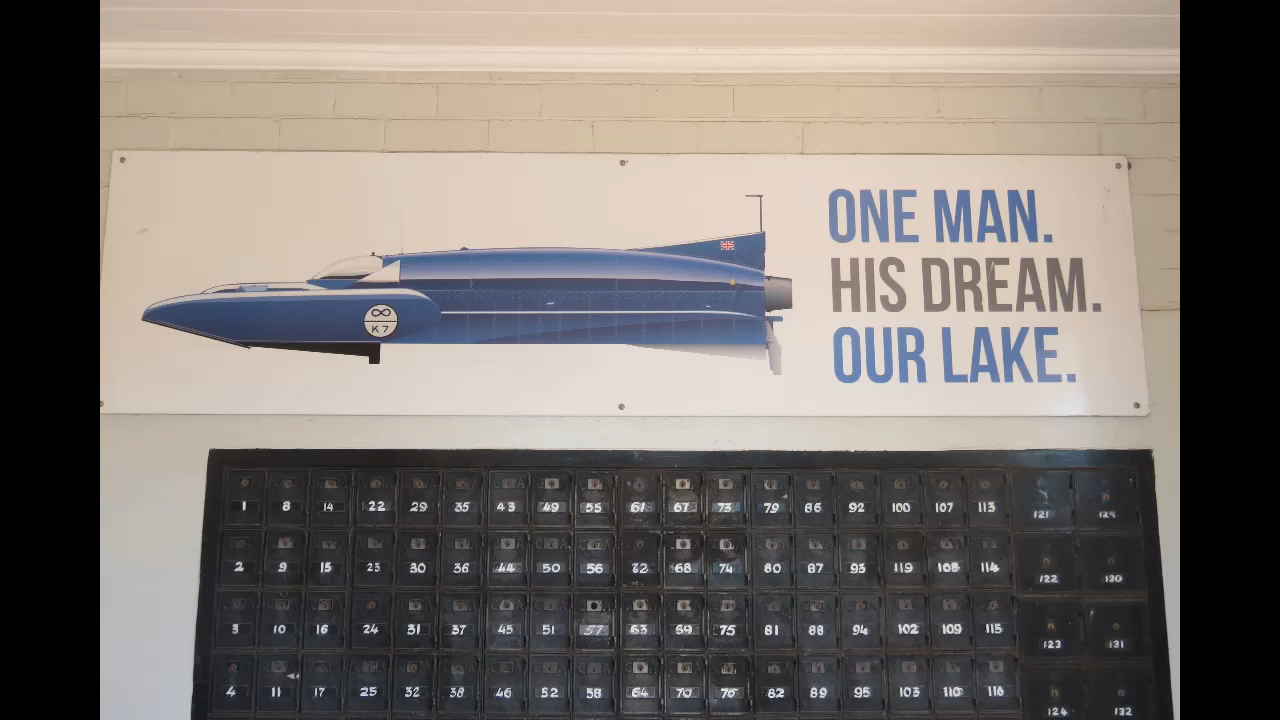 ONE MAN.
HIS DREAM.
OUR LAKE.
∞
K7
1 8 14 22 29 35 43 49 55 61 67 73 79 86 92 100 107 113 121 129
2 9 15 23 30 36 44 50 56 62 68 74 80 87 93 119 108 114 122 130
3 10 16 24 31 37 45 51 57 63 69 75 81 88 94 102 109 115 123 131
4 11 17 25 32 38 46 52 58 64 70 76 82 89 95 103 110 116 124 132